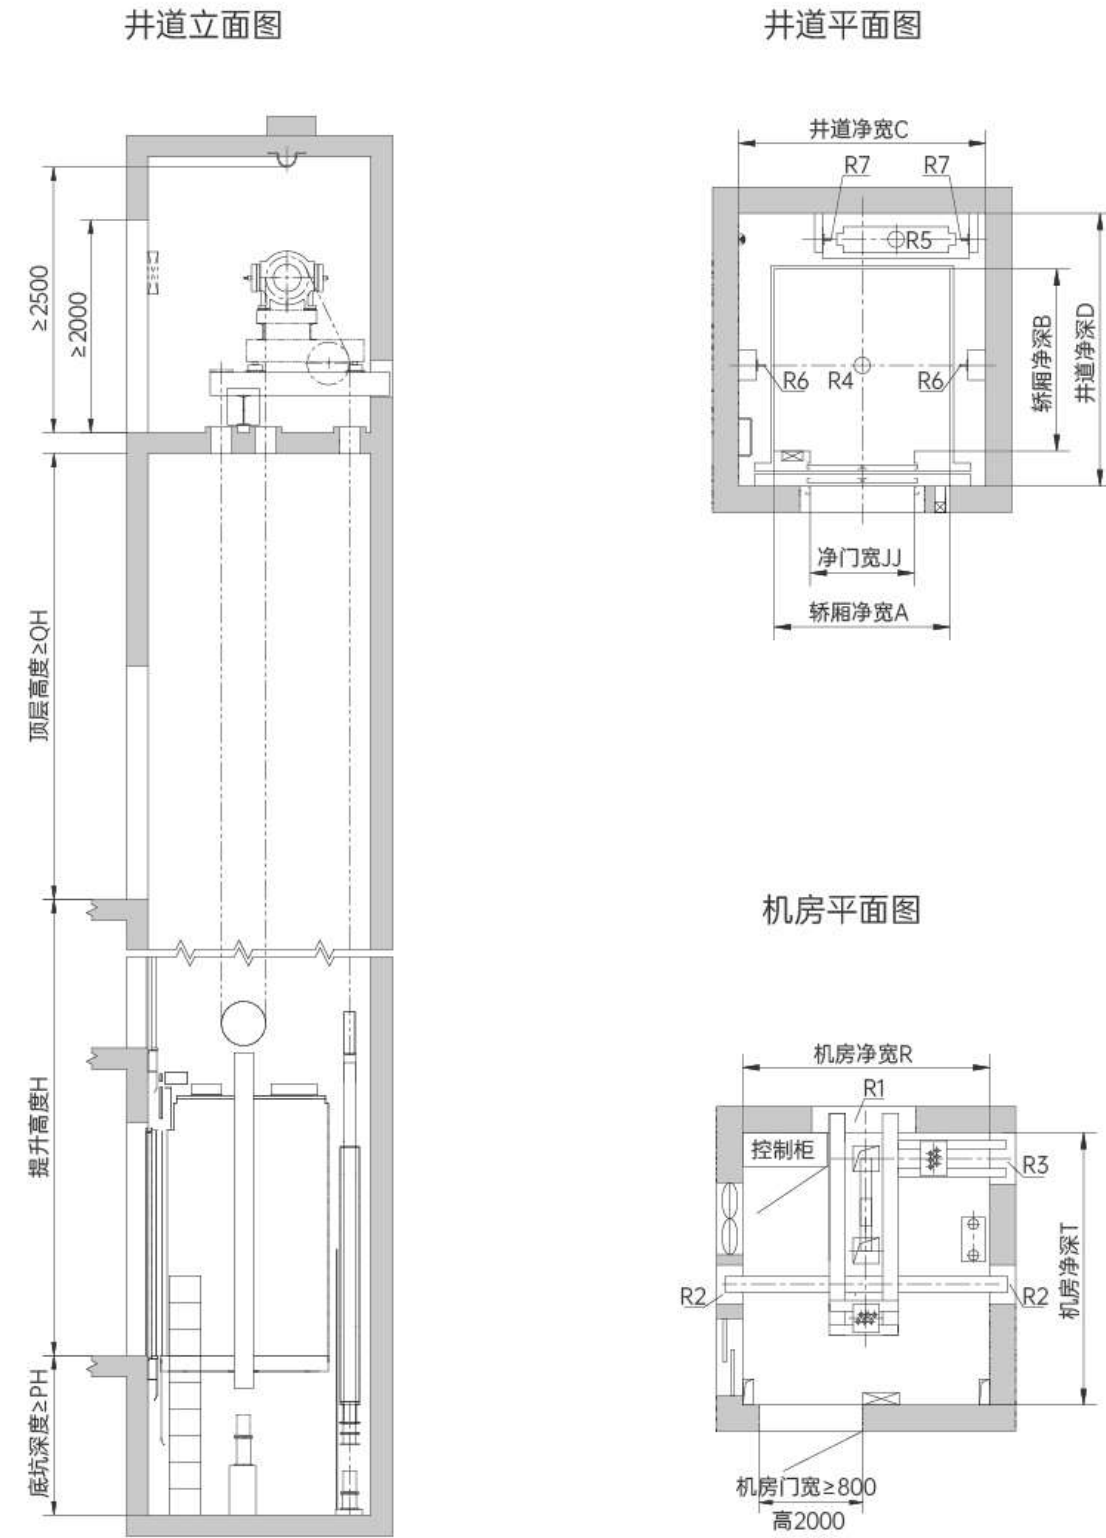 井道立面图
≥2500
≥2000
顶层高度≥QH
提升高度H
底坑深度≥PH
井道平面图
井道净宽C
R7
R7
R5
R6
R4
R6
轿厢净深B
井道净深D
净门宽JJ
轿厢净宽A
机房平面图
机房净宽R
R1
控制柜
R3
R2
R2
机房净深T
机房门宽≥800
高2000